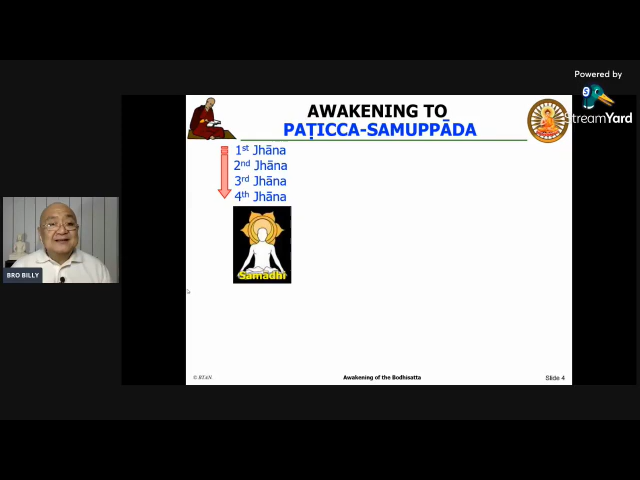 Powered by
StreamYard
AWAKENING TO
PAṬICCA-SAMUPPĀDA
1st Jhāna
2nd Jhāna
3rd Jhāna
4th Jhāna
Samadhi
BRO BILLY
© BTAN
Awakening of the Bodhisatta
Slide 4